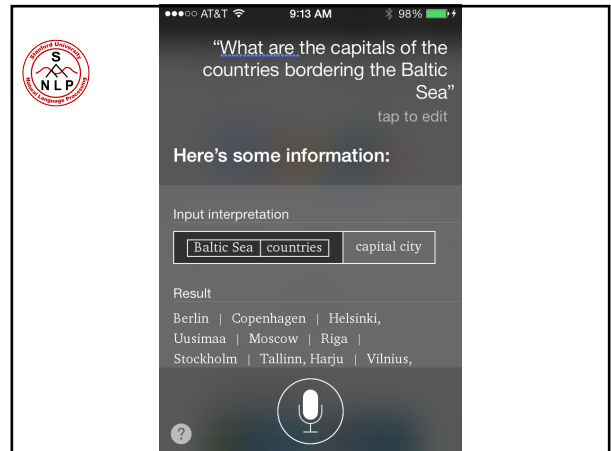 AT&T 9:13 AM 98%
Stanford University
S
NLP
Natural Language Processing
“What are the capitals of the
countries bordering the Baltic
Sea”
tap to edit
Here’s some information:
Input interpretation
Baltic Sea | countries capital city
Result
Berlin | Copenhagen | Helsinki,
Uusimaa | Moscow | Riga |
Stockholm | Tallinn, Harju | Vilnius,
?